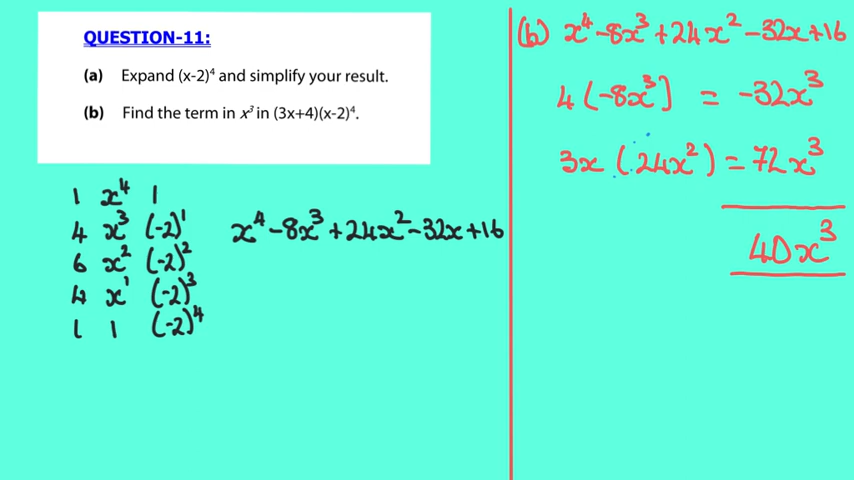 QUESTION-11:
(a) Expand (x-2)⁴ and simplify your result.
(b) Find the term in x³ in (3x+4)(x-2)⁴.
1 x⁴ 1
4 x³ (-2)¹
6 x² (-2)²
4 x¹ (-2)³
1 1 (-2)⁴
x⁴-8x³+24x²-32x+16
(b) x⁴-8x³+24x²-32x+16
4(-8x³) = -32x³
3x(24x²) = 72x³
40x³